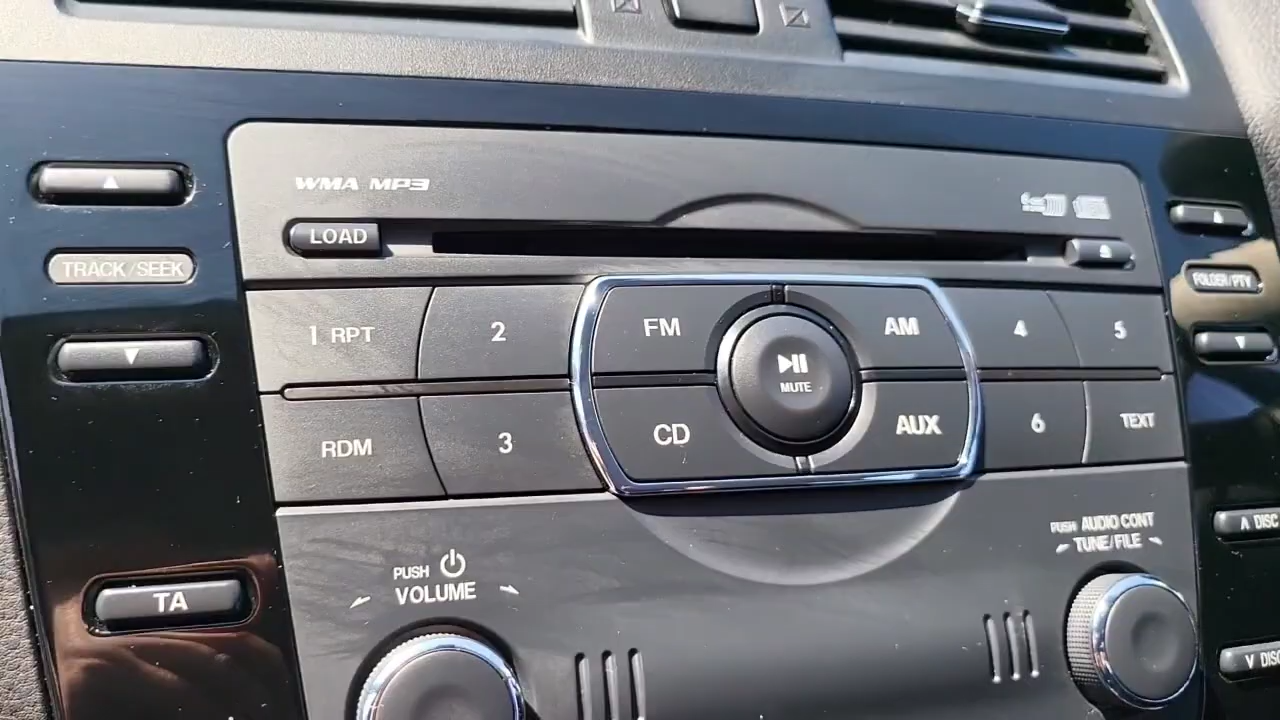 WMA MP3
LOAD
TRACK/SEEK
FOLDER/PTY
1 RPT
2
FM
AM
4
5
MUTE
RDM
3
CD
AUX
6
TEXT
PUSH
VOLUME
PUSH AUDIO CONT
TUNE/FILE
TA
DISC
DISC